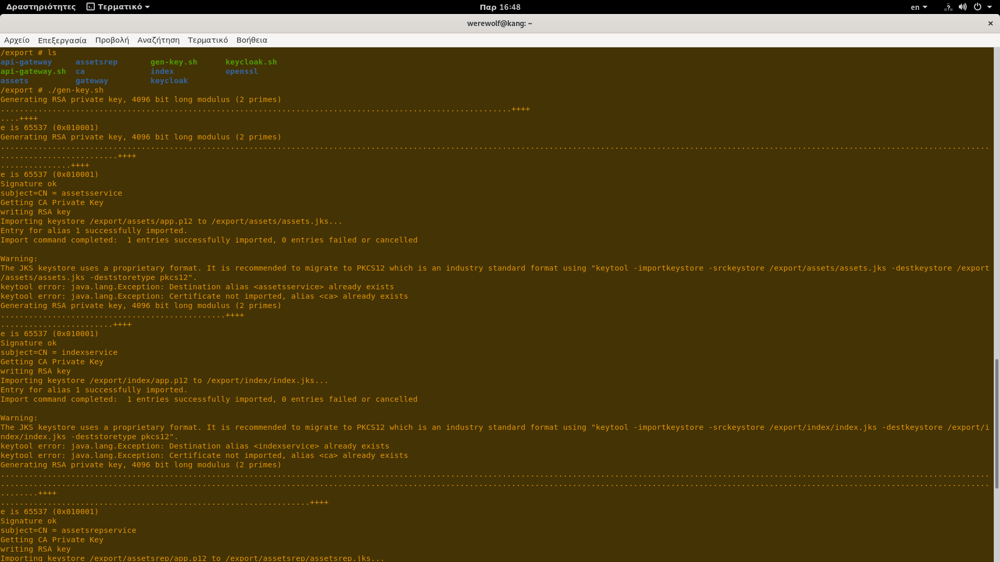 Δραστηριότητες Τερματικό Παρ 16:48 en
werewolf@kang: ~
Αρχείο Επεξεργασία Προβολή Αναζήτηση Τερματικό Βοήθεια
/export # ls
api-gateway assetsrep gen-key.sh keycloak.sh
api-gateway.sh ca index openssl
assets gateway keycloak
/export # ./gen-key.sh
Generating RSA private key, 4096 bit long modulus (2 primes)
.............................................................................................................++++
....++++
e is 65537 (0x010001)
Generating RSA private key, 4096 bit long modulus (2 primes)
...................................................................................................................................................................................................................
.........................++++
...............++++
e is 65537 (0x010001)
Signature ok
subject=CN = assetsservice
Getting CA Private Key
writing RSA key
Importing keystore /export/assets/app.p12 to /export/assets/assets.jks...
Entry for alias 1 successfully imported.
Import command completed:  1 entries successfully imported, 0 entries failed or cancelled
Warning:
The JKS keystore uses a proprietary format. It is recommended to migrate to PKCS12 which is an industry standard format using "keytool -importkeystore -srckeystore /export/assets/assets.jks -destkeystore /export
/assets/assets.jks -deststoretype pkcs12".
keytool error: java.lang.Exception: Destination alias <assetsservice> already exists
keytool error: java.lang.Exception: Certificate not imported, alias <ca> already exists
Generating RSA private key, 4096 bit long modulus (2 primes)
................................................++++
........................++++
e is 65537 (0x010001)
Signature ok
subject=CN = indexservice
Getting CA Private Key
writing RSA key
Importing keystore /export/index/app.p12 to /export/index/index.jks...
Entry for alias 1 successfully imported.
Import command completed:  1 entries successfully imported, 0 entries failed or cancelled
Warning:
The JKS keystore uses a proprietary format. It is recommended to migrate to PKCS12 which is an industry standard format using "keytool -importkeystore -srckeystore /export/index/index.jks -destkeystore /export/i
ndex/index.jks -deststoretype pkcs12".
keytool error: java.lang.Exception: Destination alias <indexservice> already exists
keytool error: java.lang.Exception: Certificate not imported, alias <ca> already exists
Generating RSA private key, 4096 bit long modulus (2 primes)
...................................................................................................................................................................................................................
...................................................................................................................................................................................................................
........++++
..................................................................++++
e is 65537 (0x010001)
Signature ok
subject=CN = assetsrepservice
Getting CA Private Key
writing RSA key
Importing keystore /export/assetsrep/app.p12 to /export/assetsrep/assetsrep.jks...